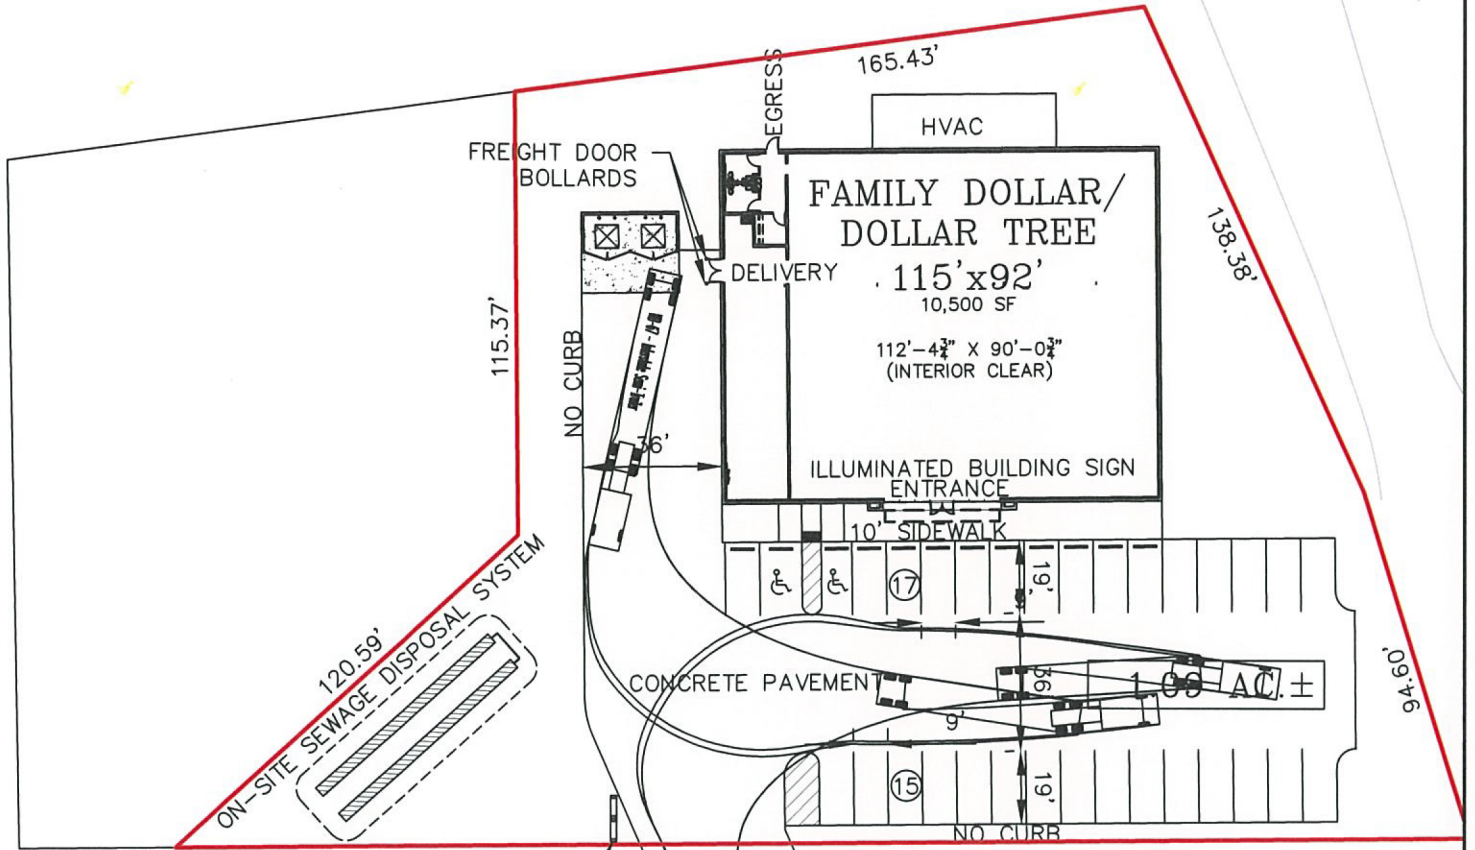 165.43'
EGRESS
HVAC
FREIGHT DOOR
BOLLARDS
FAMILY DOLLAR/
DOLLAR TREE
115'x92'
10,500 SF
DELIVERY
138.38'
112'-4¾" X 90'-0¾"
(INTERIOR CLEAR)
115.37'
NO CURB
36'
ILLUMINATED BUILDING SIGN
ENTRANCE
10' SIDEWALK
17
19'
9'
ON-SITE SEWAGE DISPOSAL SYSTEM
120.59'
CONCRETE PAVEMENT
36'
1.09 AC.±
94.60'
9'
15
19'
NO CURB